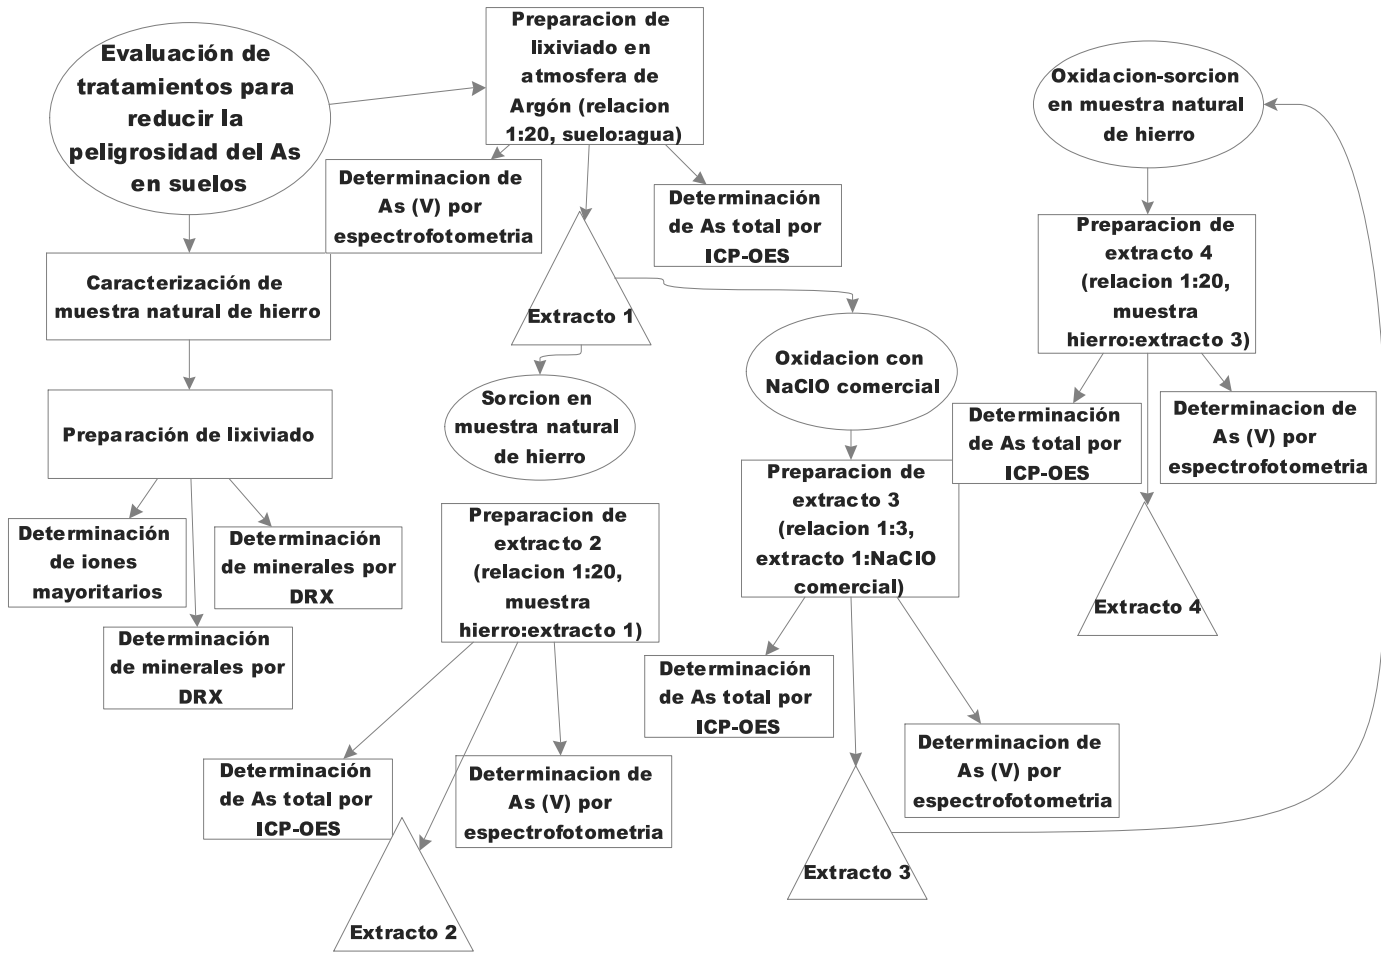 Evaluación de
tratamientos para
reducir la
peligrosidad del As
en suelos
Preparacion de
lixiviado en
atmosfera de
Argón (relacion
1:20, suelo:agua)
Determinacion de
As (V) por
espectrofotometria
Determinación
de As total por
ICP-OES
Extracto 1
Caracterización de
muestra natural de hierro
Preparación de lixiviado
Determinación
de iones
mayoritarios
Determinación
de minerales por
DRX
Determinación
de minerales por
DRX
Sorcion en
muestra natural
de hierro
Preparacion de
extracto 2
(relacion 1:20,
muestra
hierro:extracto 1)
Determinación
de As total por
ICP-OES
Determinacion de
As (V) por
espectrofotometria
Extracto 2
Oxidacion con
NaClO comercial
Preparacion de
extracto 3
(relacion 1:3,
extracto 1:NaClO
comercial)
Determinación
de As total por
ICP-OES
Determinacion de
As (V) por
espectrofotometria
Extracto 3
Oxidacion-sorcion
en muestra natural
de hierro
Preparacion de
extracto 4
(relacion 1:20,
muestra
hierro:extracto 3)
Determinación
de As total por
ICP-OES
Determinacion de
As (V) por
espectrofotometria
Extracto 4